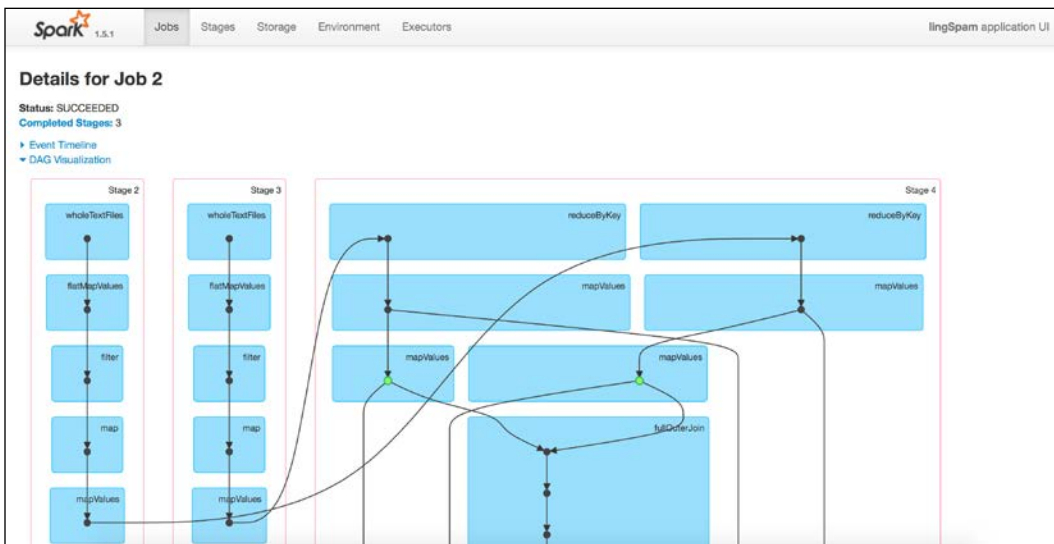 Spark 1.5.1 Jobs Stages Storage Environment Executors lingSpam application UI
Details for Job 2
Status: SUCCEEDED
Completed Stages: 3
Event Timeline
DAG Visualization
Stage 2
wholeTextFiles
flatMapValues
filter
map
mapValues
Stage 3
wholeTextFiles
flatMapValues
filter
map
mapValues
Stage 4
reduceByKey
reduceByKey
mapValues
mapValues
mapValues
mapValues
fullOuterJoin